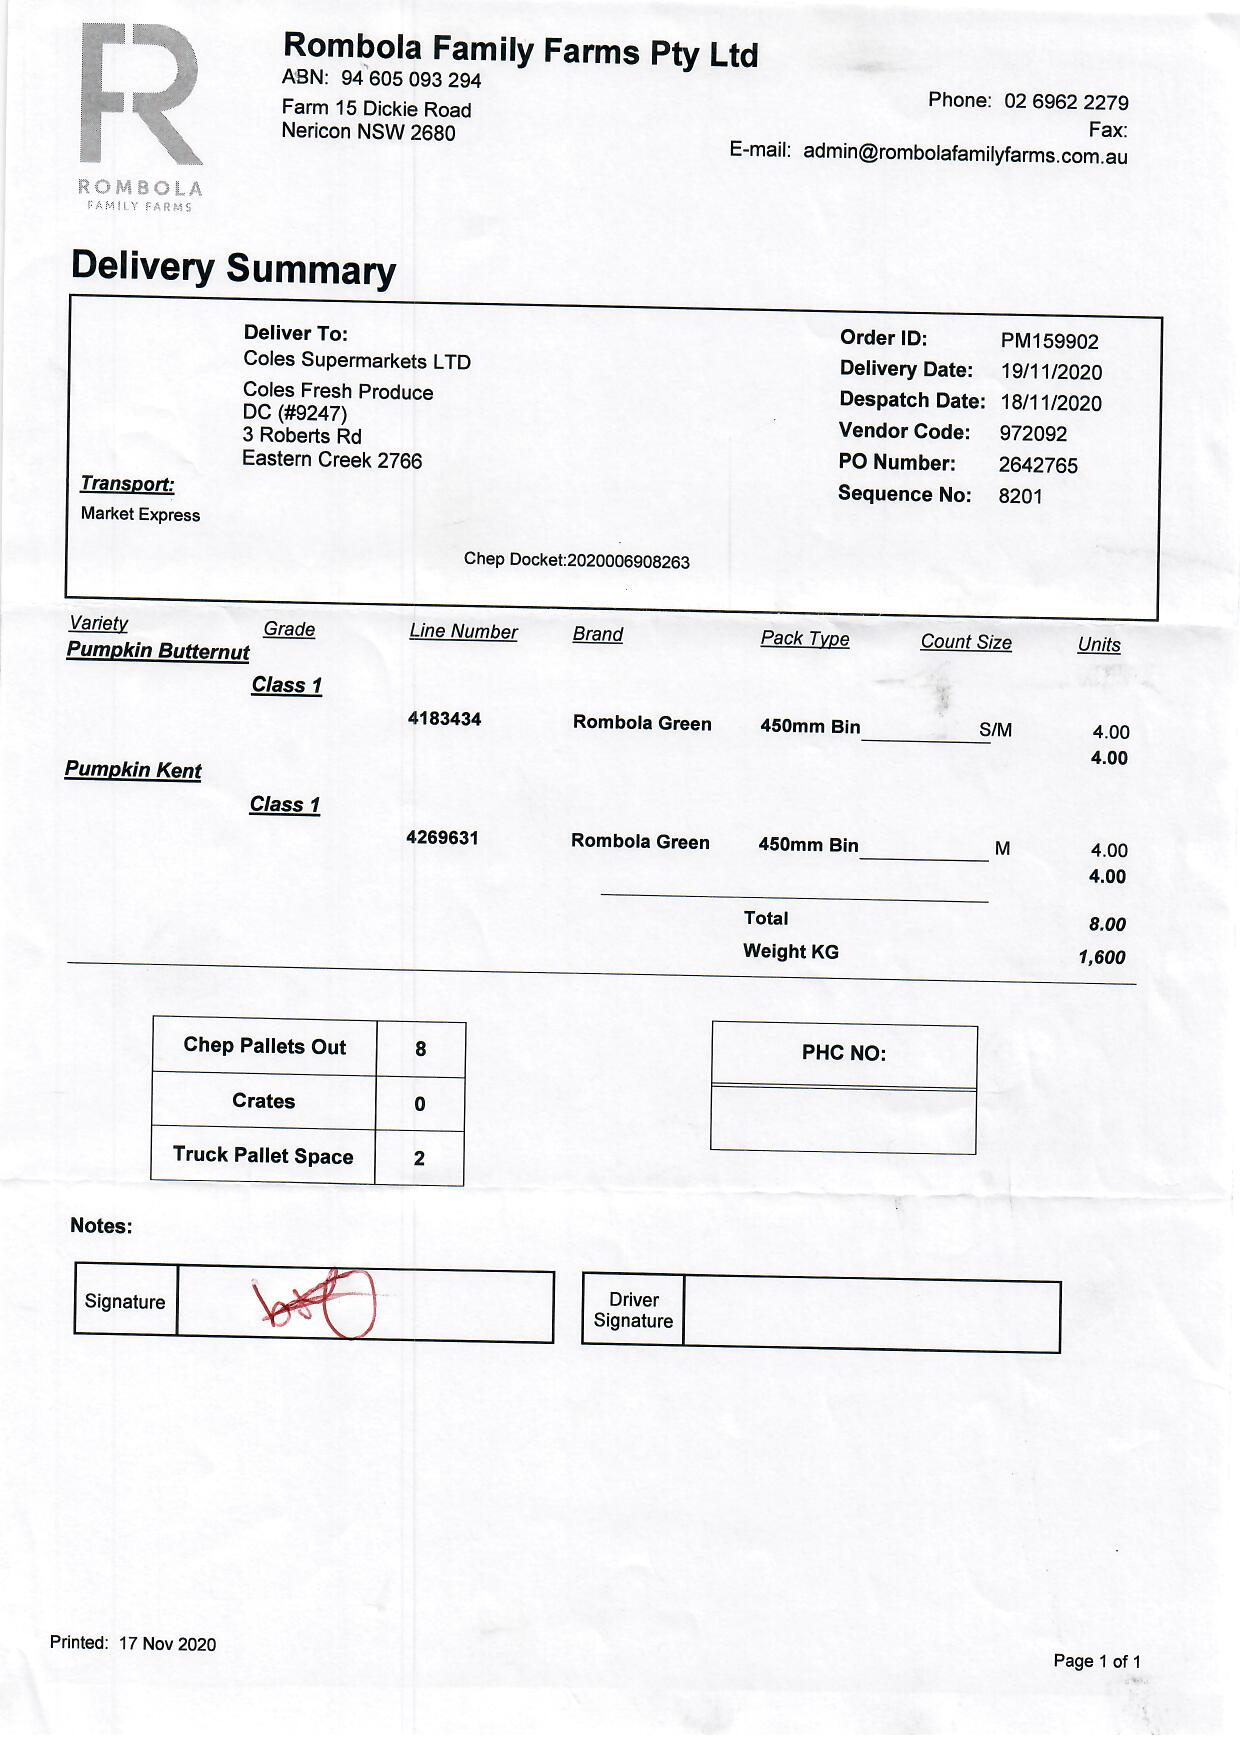 Rombola Family Farms Pty Ltd
ABN: 94 605 093 294
Farm 15 Dickie Road
Nericon NSW 2680
Phone: 02 6962 2279
Fax:
E-mail: admin@rombolafamilyfarms.com.au
ROMBOLA
FAMILY FARMS
Delivery Summary
Deliver To:
Coles Supermarkets LTD
Coles Fresh Produce
DC (#9247)
3 Roberts Rd
Eastern Creek 2766
Order ID: PM159902
Delivery Date: 19/11/2020
Despatch Date: 18/11/2020
Vendor Code: 972092
PO Number: 2642765
Sequence No: 8201
Transport:
Market Express
Chep Docket:2020006908263
Variety Grade Line Number Brand Pack Type Count Size Units
Pumpkin Butternut
Class 1
4183434 Rombola Green 450mm Bin S/M 4.00
4.00
Pumpkin Kent
Class 1
4269631 Rombola Green 450mm Bin M 4.00
4.00
Total 8.00
Weight KG 1,600
Chep Pallets Out 8
Crates 0
Truck Pallet Space 2
PHC NO:
Notes:
Signature
Driver
Signature
Printed: 17 Nov 2020
Page 1 of 1